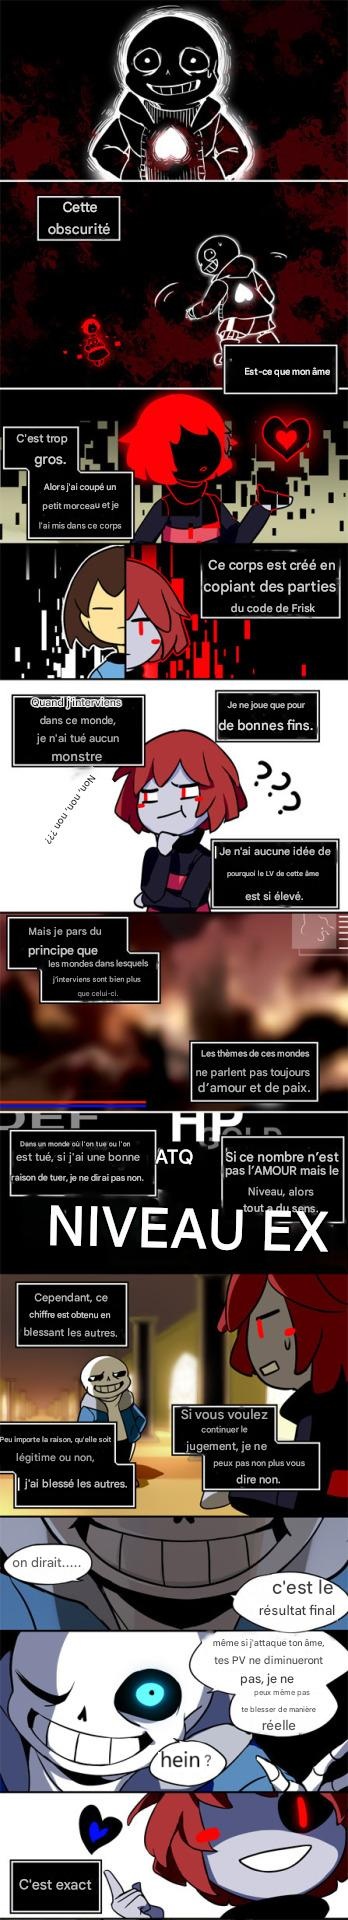 Cette
obscurité
Est-ce que mon âme
C'est trop
gros.
Alors j'ai coupé un
petit morceau et je
l'ai mis dans ce corps
Ce corps est créé en
copiant des parties
du code de Frisk
Quand j'interviens
dans ce monde,
je n'ai tué aucun
monstre
Je ne joue que pour
de bonnes fins.
Non, non, non ???
???
Je n'ai aucune idée de
pourquoi le LV de cette âme
est si élevé.
Mais je pars du
principe que
les mondes dans lesquels
j'interviens sont bien plus
que celui-ci.
Les thèmes de ces mondes
ne parlent pas toujours
d'amour et de paix.
DEF
HP
GOLD
ATQ
Dans un monde où l'on tue ou l'on
est tué, si j'ai une bonne
raison de tuer, je ne dirai pas non.
Si ce nombre n'est
pas l'AMOUR mais le
Niveau, alors
tout a du sens.
NIVEAU EX
Cependant, ce
chiffre est obtenu en
blessant les autres.
Peu importe la raison, qu'elle soit
légitime ou non,
j'ai blessé les autres.
Si vous voulez
continuer le
jugement, je ne
peux pas non plus vous
dire non.
on dirait.....
c'est le
résultat final
même si j'attaque ton âme,
tes PV ne diminueront
pas, je ne
peux même pas
te blesser de manière
réelle
hein ?
C'est exact